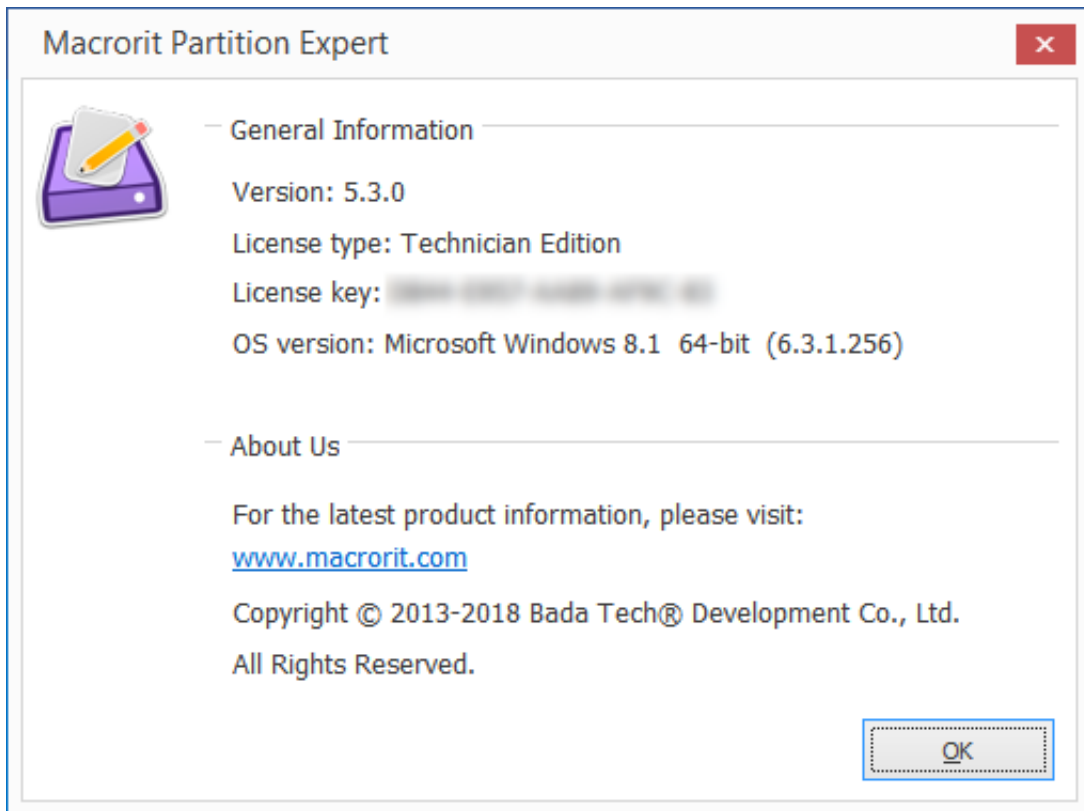 Macrorit Partition Expert
General Information
Version: 5.3.0
License type: Technician Edition
License key:
OS version: Microsoft Windows 8.1 64-bit (6.3.1.256)
About Us
For the latest product information, please visit:
www.macrorit.com
Copyright © 2013-2018 Bada Tech® Development Co., Ltd.
All Rights Reserved.
OK